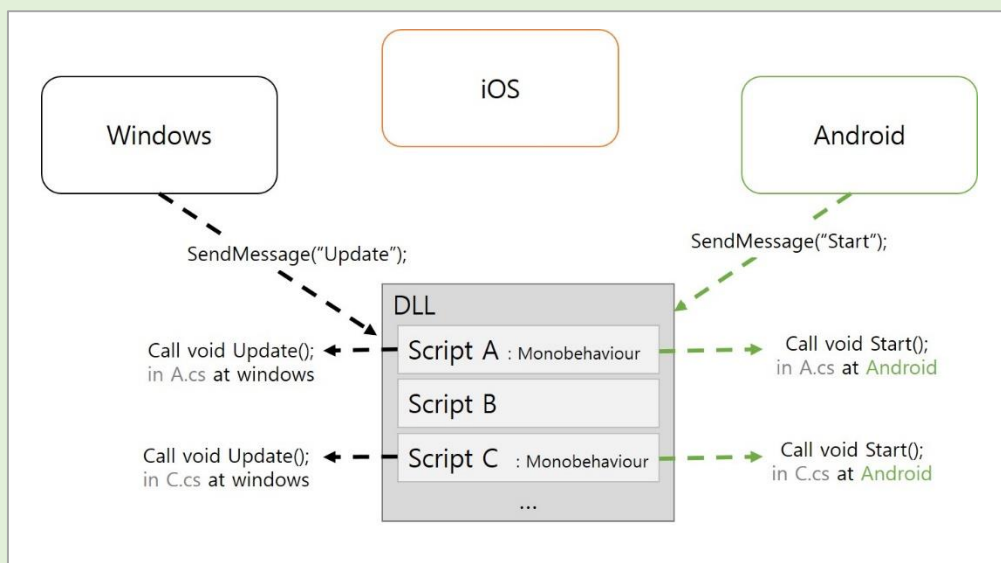 iOS
Windows
Android
SendMessage("Update");
SendMessage("Start");
DLL
Script A : Monobehaviour
Call void Update();
in A.cs at windows
Call void Start();
in A.cs at Android
Script B
Script C : Monobehaviour
Call void Update();
in C.cs at windows
Call void Start();
in C.cs at Android
...